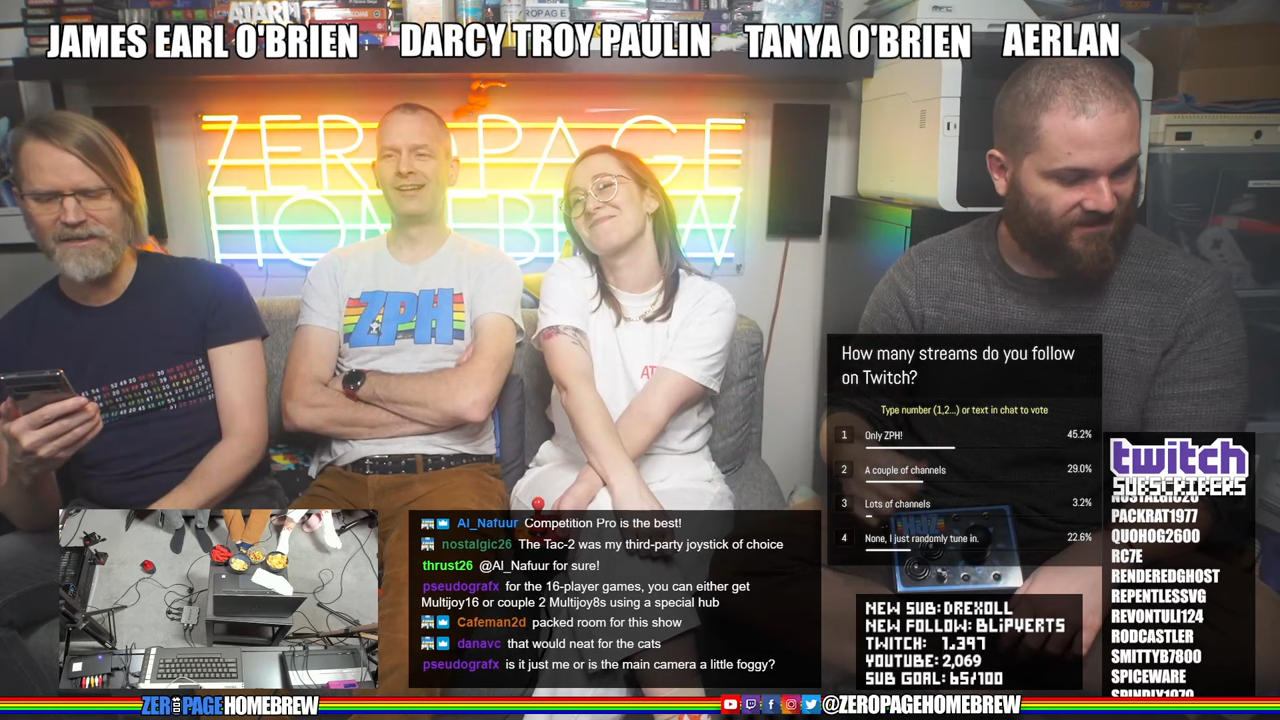 ATARI
JAMES EARL O'BRIEN
DARCY TROY PAULIN
TANYA O'BRIEN
AERLAN
ZEROPAGE
HOMEBREW
ZPH
How many streams do you follow
on Twitch?
Type number (1,2...) or text in chat to vote
1 Only ZPH! 45.2%
2 A couple of channels 29.0%
3 Lots of channels 3.2%
4 None, I just randomly tune in. 22.6%
twitch
SUBSCRIBERS
NOSTALGIC26
PACKRAT1977
QUOHOG2600
RC7E
RENDEREDGHOST
REPENTLESSVG
REVONTULI124
RODCASTLER
SMITTYB7800
SPICEWARE
SPINDLY1970
Al_Nafuur Competition Pro is the best!
nostalgic26 The Tac-2 was my third-party joystick of choice
thrust26 @Al_Nafuur for sure!
pseudografx for the 16-player games, you can either get
Multijoy16 or couple 2 Multijoy8s using a special hub
Cafeman2d packed room for this show
danavc that would neat for the cats
pseudografx is it just me or is the main camera a little foggy?
NEW SUB: DREXOLL
NEW FOLLOW: BLIPVERTS
TWITCH: 1,397
YOUTUBE: 2,069
SUB GOAL: 65/100
ZEROPAGEHOMEBREW
@ZEROPAGEHOMEBREW